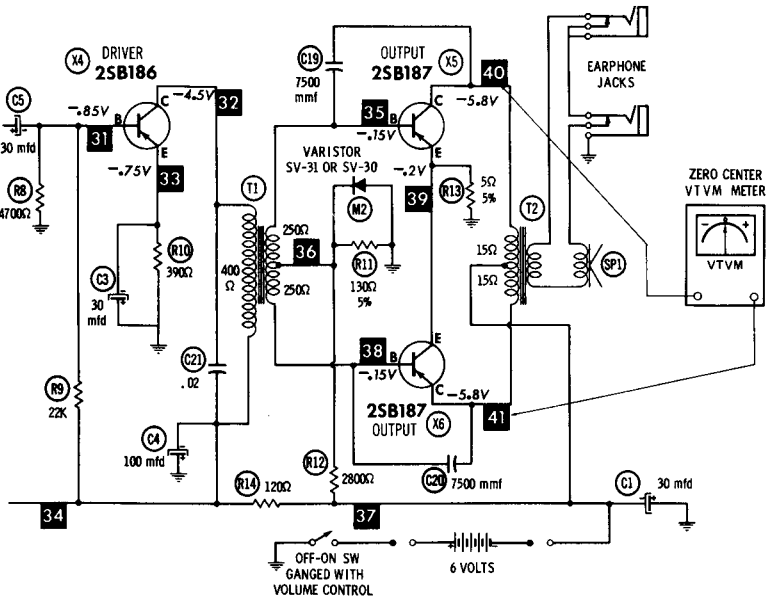 DRIVER
X4
2SB186
C5
-.85V
31
B
C
E
-4.5V
32
30 mfd
R8
4700Ω
-.75V
33
C3
30
mfd
R10
390Ω
R9
22K
C4
100 mfd
C21
.02
T1
400
Ω
250Ω
250Ω
36
C19
7500
mmf
OUTPUT
2SB187
X5
40
-5.8V
35
B
C
E
-.15V
VARISTOR
SV-31 OR SV-30
M2
-.2V
39
R13
5Ω
5%
R11
130Ω
5%
T2
15Ω
15Ω
SP1
EARPHONE
JACKS
ZERO CENTER
VTVM METER
- 0 +
VTVM
38
B
E
C
-.15V
-5.8V
41
2SB187
OUTPUT
X6
R12
2800Ω
C20
7500 mmf
R14
120Ω
34
37
C1
30 mfd
OFF-ON SW
GANGED WITH
VOLUME CONTROL
6 VOLTS